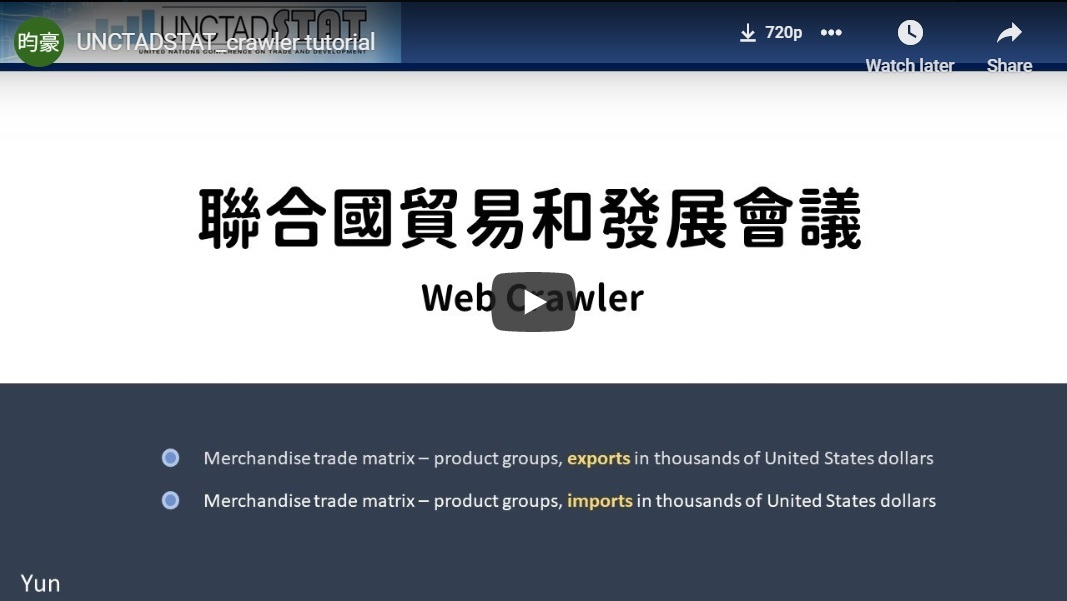 UNCTADSTAT
UNITED NATIONS CONFERENCE ON TRADE AND DEVELOPMENT
昀豪
UNCTADSTAT_crawler tutorial
720p
Watch later
Share
聯合國貿易和發展會議
Web Crawler
Merchandise trade matrix – product groups, exports in thousands of United States dollars
Merchandise trade matrix – product groups, imports in thousands of United States dollars
Yun